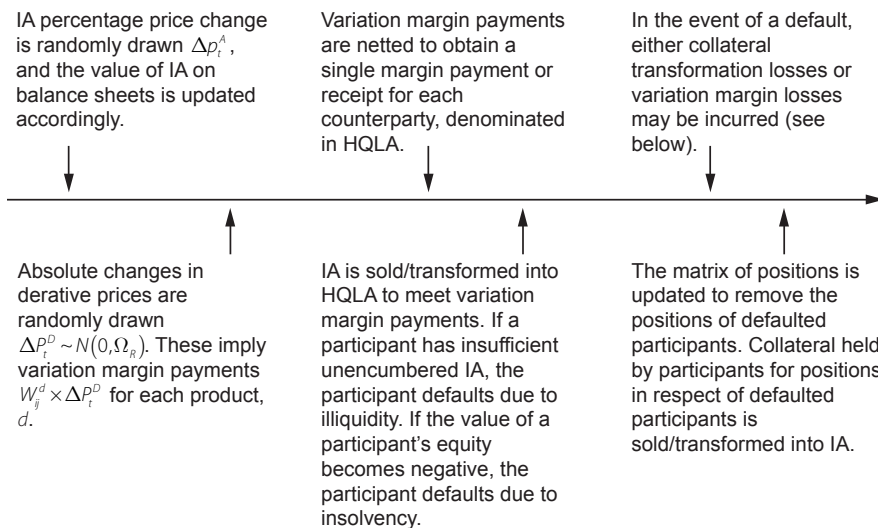 IA percentage price change
is randomly drawn Δp_t^A ,
and the value of IA on
balance sheets is updated
accordingly.
Variation margin payments
are netted to obtain a
single margin payment or
receipt for each
counterparty, denominated
in HQLA.
In the event of a default,
either collateral
transformation losses or
variation margin losses
may be incurred (see
below).
Absolute changes in
derative prices are
randomly drawn
ΔP_t^D ~ N(0,Ω_R). These imply
variation margin payments
W_ij^d × ΔP_t^D for each product,
d.
IA is sold/transformed into
HQLA to meet variation
margin payments. If a
participant has insufficient
unencumbered IA, the
participant defaults due to
illiquidity. If the value of a
participant's equity
becomes negative, the
participant defaults due to
insolvency.
The matrix of positions is
updated to remove the
positions of defaulted
participants. Collateral held
by participants for positions
in respect of defaulted
participants is
sold/transformed into IA.